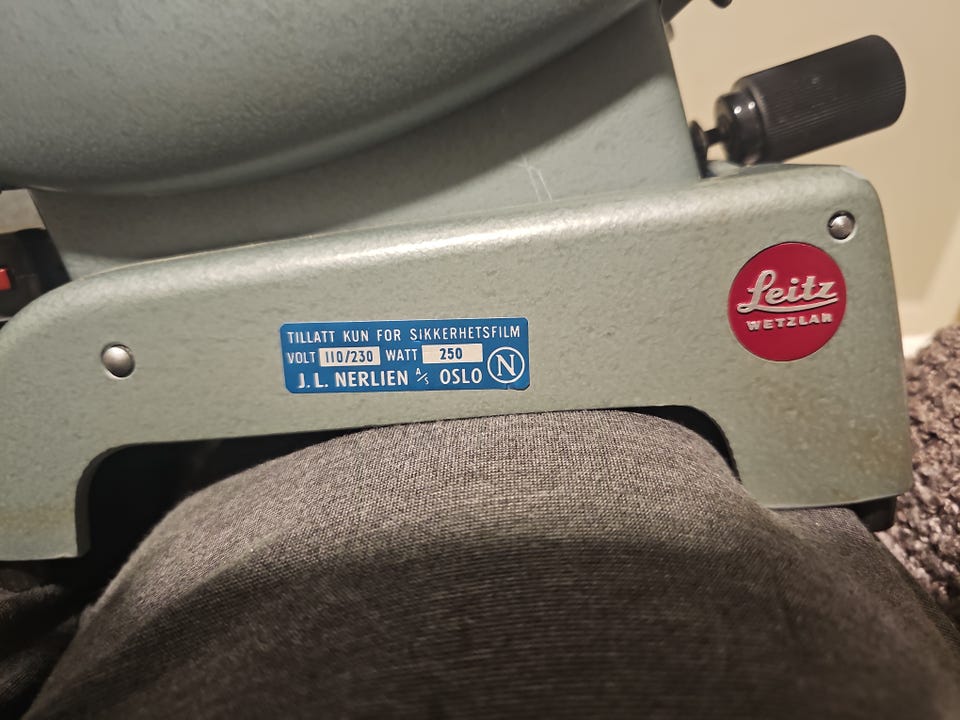 TILLATT KUN FOR SIKKERHETSFILM
VOLT 110/230 WATT 250
J. L. NERLIEN A/S OSLO N
Leitz
WETZLAR